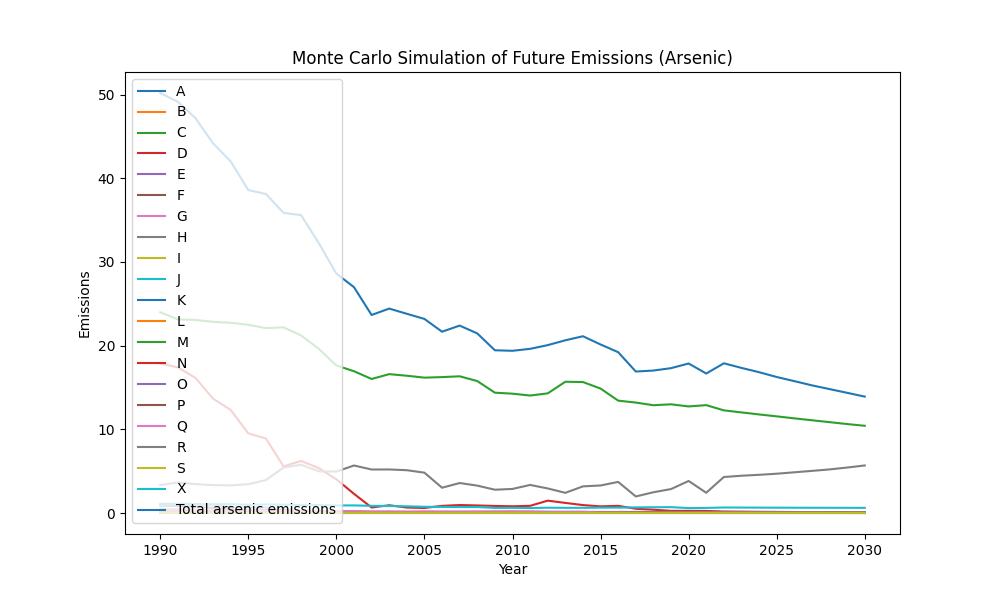 Monte Carlo Simulation of Future Emissions (Arsenic)
50
40
30
20
10
0
Emissions
A
B
C
D
E
F
G
H
I
J
K
L
M
N
O
P
Q
R
S
X
Total arsenic emissions
1990
1995
2000
2005
2010
2015
2020
2025
2030
Year